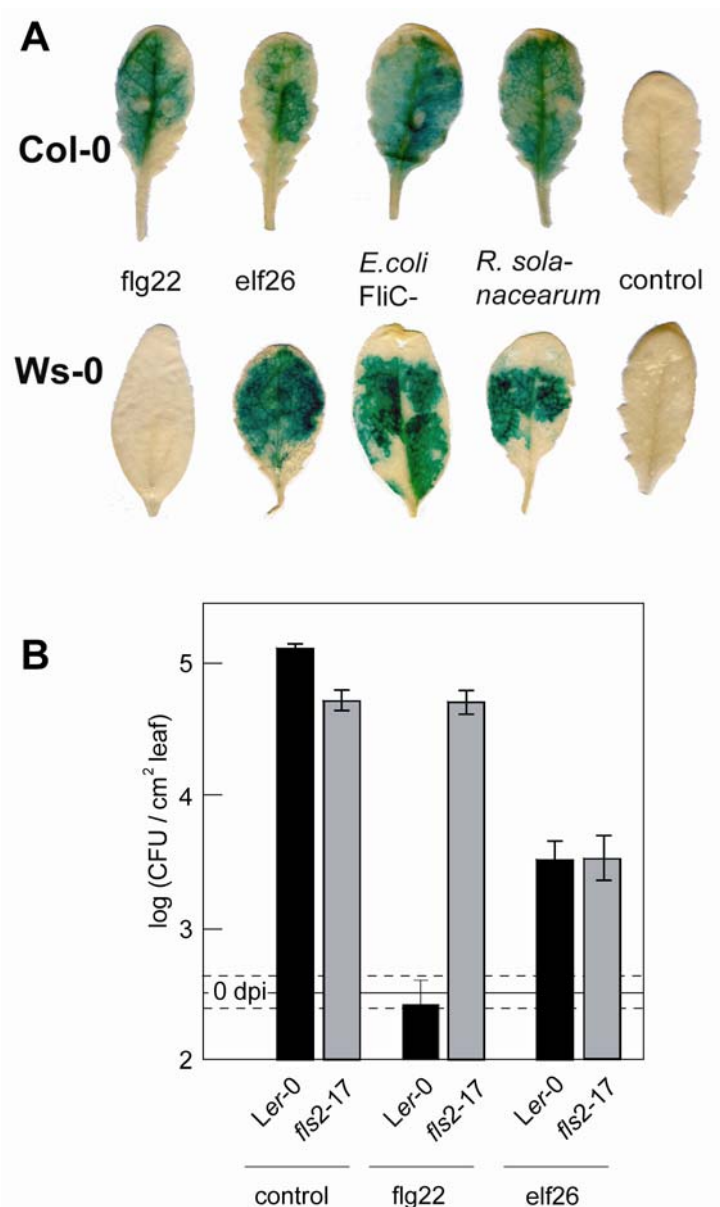 A
Col-0
flg22
elf26
E.coli
FliC-
R. sola-
nacearum
control
Ws-0
B
log (CFU / cm² leaf)
5
4
3
0 dpi
2
Ler-0
fls2-17
Ler-0
fls2-17
Ler-0
fls2-17
control
flg22
elf26